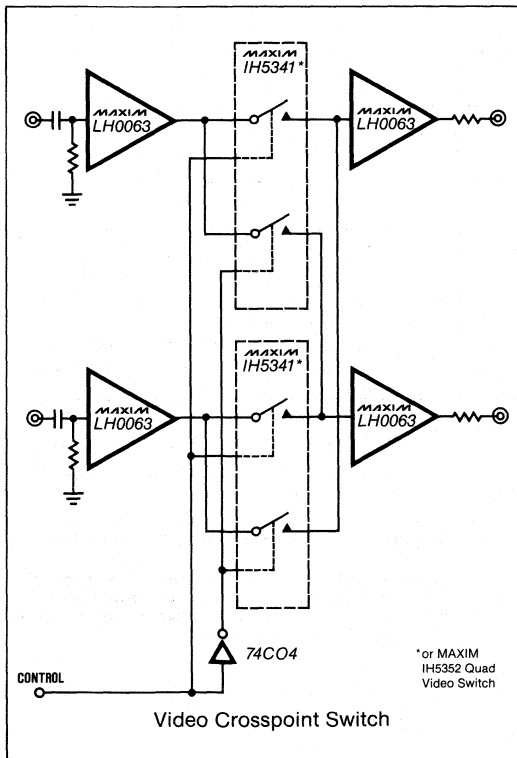 MAXIM
IH5341*
MAXIM
LH0063
MAXIM
LH0063
MAXIM
IH5341*
MAXIM
LH0063
MAXIM
LH0063
74CO4
CONTROL
*or MAXIM
IH5352 Quad
Video Switch
Video Crosspoint Switch